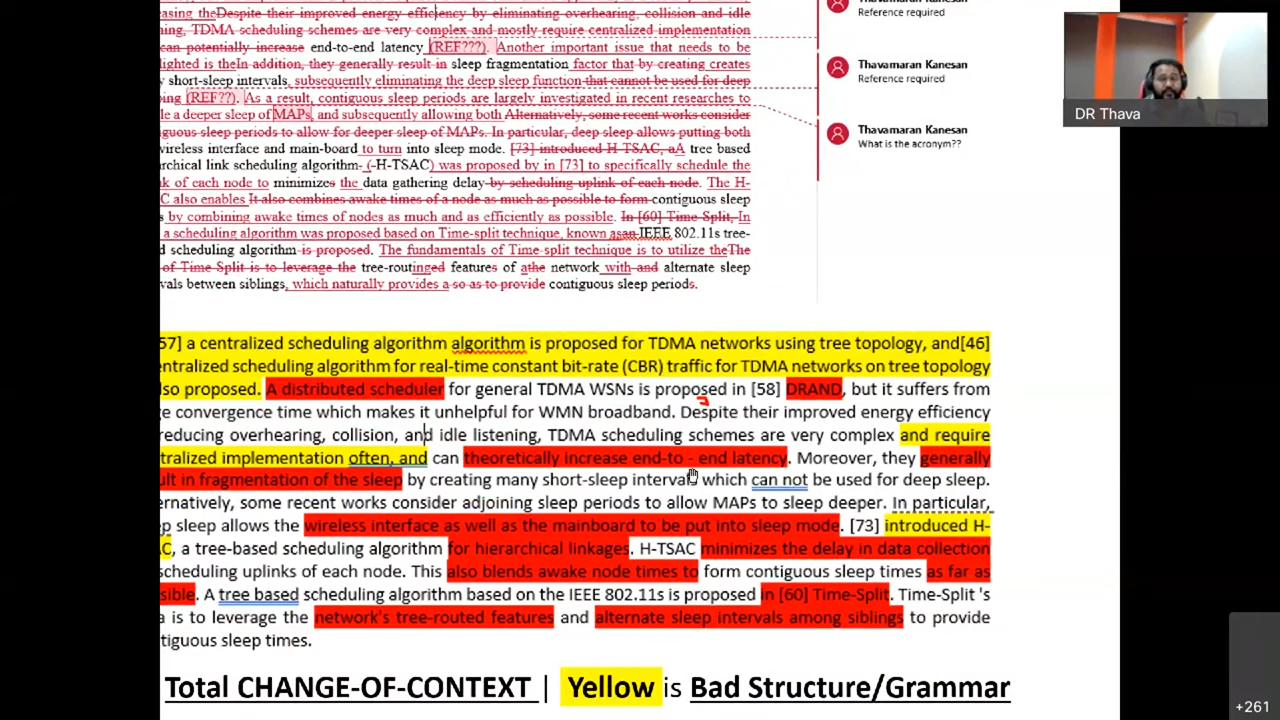 easing theDespite their improved energy efficiency by eliminating overhearing, collision and idle
ning, TDMA scheduling schemes are very complex and mostly require centralized implementation
can potentially increase end-to-end latency (REF???). Another important issue that needs to be
lighted is theIn addition, they generally result in sleep fragmentation factor that by creating creates
y short-sleep intervals, subsequently eliminating the deep sleep function that cannot be used for deep
ping (REF??). As a result, contiguous sleep periods are largely investigated in recent researches to
le a deeper sleep of MAPs, and subsequently allowing both Alternatively, some recent works consider
guous sleep periods to allow for deeper sleep of MAPs. In particular, deep sleep allows putting both
wireless interface and main-board to turn into sleep mode. [73] introduced H-TSAC, aA tree based
archical link scheduling algorithm- (-H-TSAC) was proposed by in [73] to specifically schedule the
nk of each node to minimizes the data gathering delay by scheduling uplink of each node. The H-
AC also enables It also combines awake times of a node as much as possible to form contiguous sleep
s by combining awake times of nodes as much and as efficiently as possible. In [60] Time-Split, In
a scheduling algorithm was proposed based on Time-split technique, known asan IEEE 802.11s tree-
d scheduling algorithm is proposed. The fundamentals of Time-split technique is to utilize theThe
of Time-Split is to leverage the tree-routinged features of athe network with and alternate sleep
rvals between siblings, which naturally provides a so as to provide contiguous sleep periods.
Thavamaran Kanesan
Reference required
Thavamaran Kanesan
Reference required
Thavamaran Kanesan
What is the acronym??
DR Thava
57] a centralized scheduling algorithm algorithm is proposed for TDMA networks using tree topology, and[46]
entralized scheduling algorithm for real-time constant bit-rate (CBR) traffic for TDMA networks on tree topology
lso proposed. A distributed scheduler for general TDMA WSNs is proposed in [58] DRAND, but it suffers from
ge convergence time which makes it unhelpful for WMN broadband. Despite their improved energy efficiency
reducing overhearing, collision, and idle listening, TDMA scheduling schemes are very complex and require
tralized implementation often, and can theoretically increase end-to - end latency. Moreover, they generally
ult in fragmentation of the sleep by creating many short-sleep intervals which can not be used for deep sleep.
ernatively, some recent works consider adjoining sleep periods to allow MAPs to sleep deeper. In particular,
ep sleep allows the wireless interface as well as the mainboard to be put into sleep mode. [73] introduced H-
C, a tree-based scheduling algorithm for hierarchical linkages. H-TSAC minimizes the delay in data collection
scheduling uplinks of each node. This also blends awake node times to form contiguous sleep times as far as
sible. A tree based scheduling algorithm based on the IEEE 802.11s is proposed in [60] Time-Split. Time-Split 's
a is to leverage the network's tree-routed features and alternate sleep intervals among siblings to provide
tiguous sleep times.
Total CHANGE-OF-CONTEXT | Yellow is Bad Structure/Grammar
+261